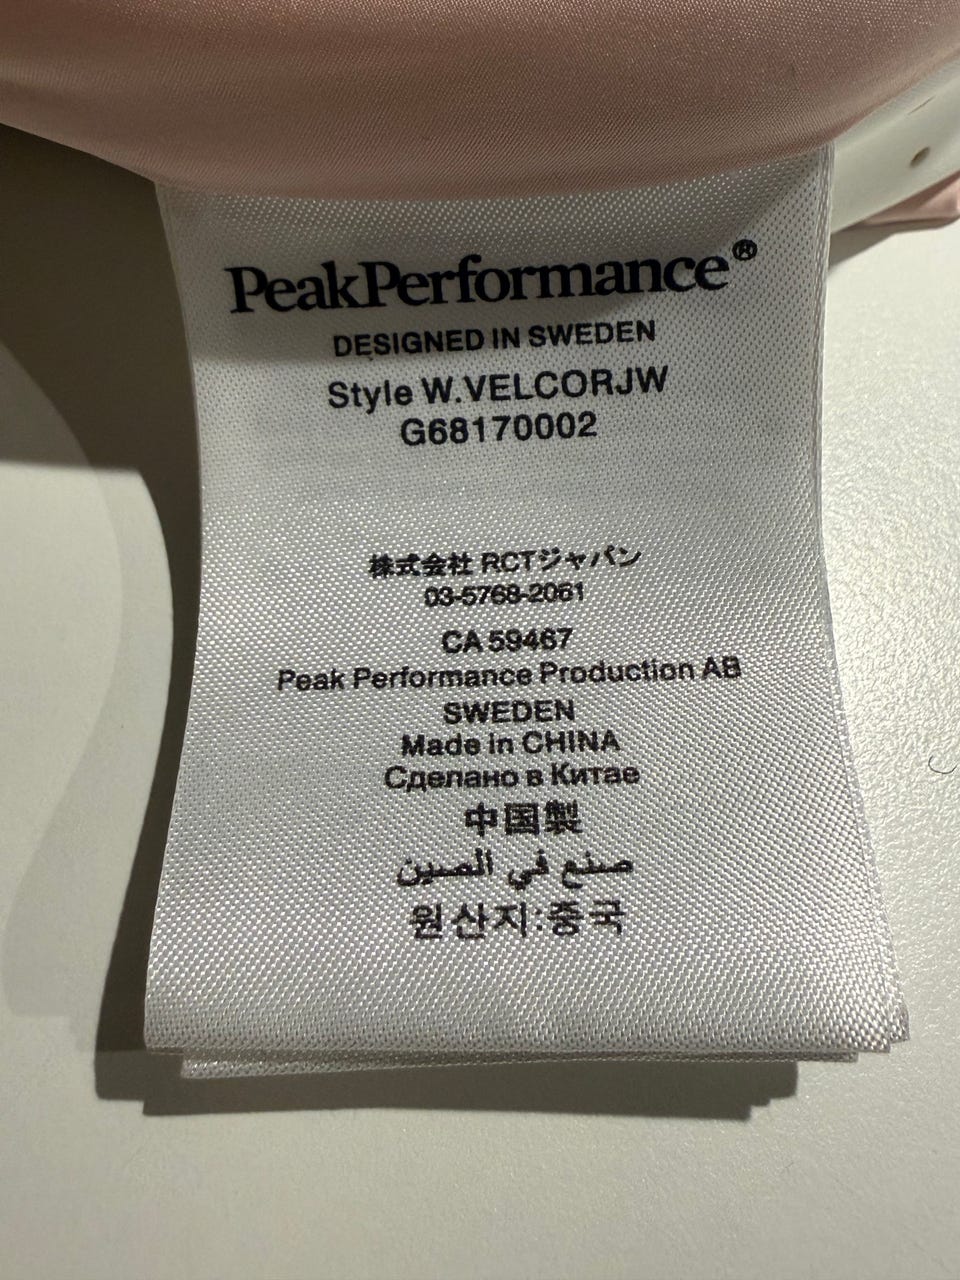 PeakPerformance®
DESIGNED IN SWEDEN
Style W.VELCORJW
G68170002
株式会社 RCTジャパン
03-5768-2061
CA 59467
Peak Performance Production AB
SWEDEN
Made in CHINA
Сделано в Китае
中国製
صنع في الصين
원산지:중국